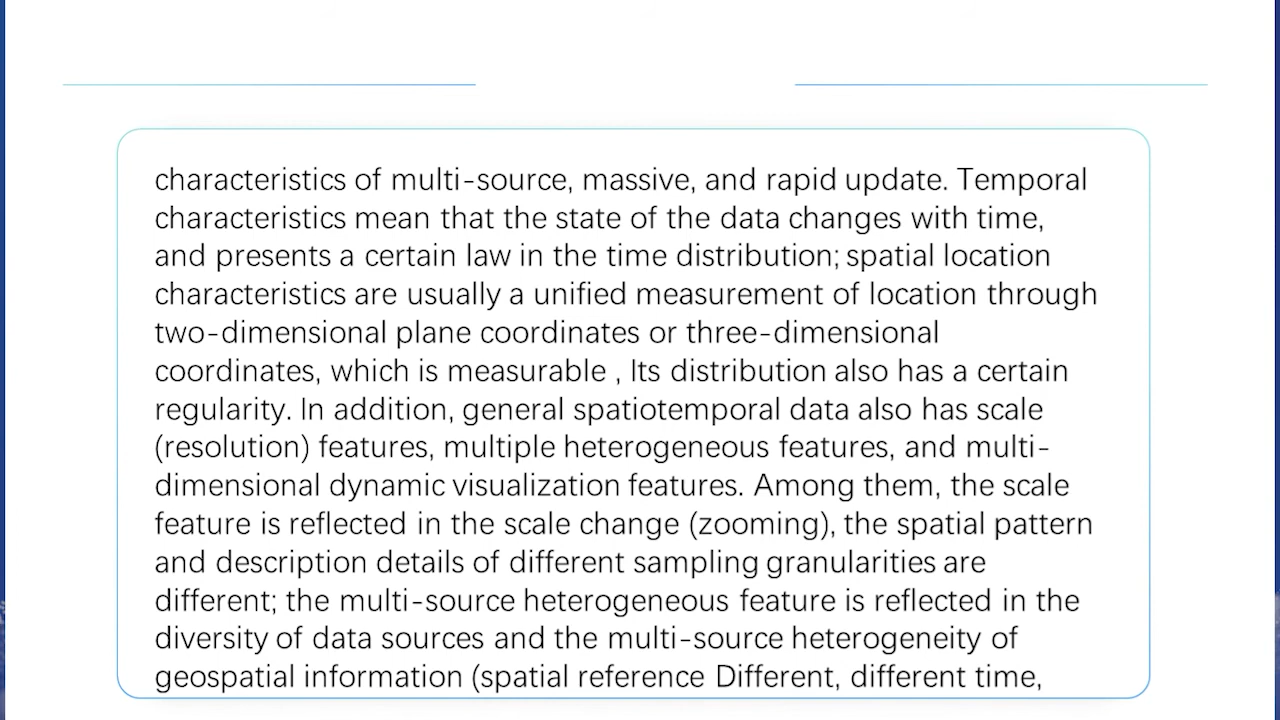 characteristics of multi-source, massive, and rapid update. Temporal
characteristics mean that the state of the data changes with time,
and presents a certain law in the time distribution; spatial location
characteristics are usually a unified measurement of location through
two-dimensional plane coordinates or three-dimensional
coordinates, which is measurable , Its distribution also has a certain
regularity. In addition, general spatiotemporal data also has scale
(resolution) features, multiple heterogeneous features, and multi-
dimensional dynamic visualization features. Among them, the scale
feature is reflected in the scale change (zooming), the spatial pattern
and description details of different sampling granularities are
different; the multi-source heterogeneous feature is reflected in the
diversity of data sources and the multi-source heterogeneity of
geospatial information (spatial reference Different, different time,